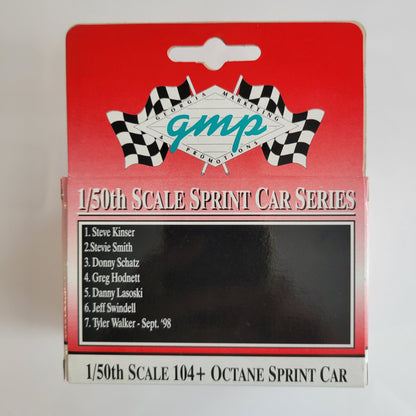 GEORGIA MARKETING
gmp
& PROMOTIONS
1/50th SCALE SPRINT CAR SERIES
1. Steve Kinser
2.Stevie Smith
3. Donny Schatz
4. Greg Hodnett
5. Danny Lasoski
6. Jeff Swindell
7. Tyler Walker - Sept. '98
1/50th SCALE 104+ OCTANE SPRINT CAR